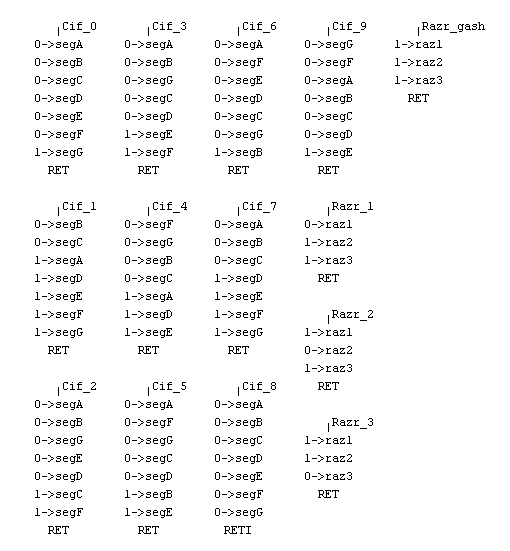 Cif_0
0->segA
0->segB
0->segC
0->segD
0->segE
0->segF
1->segG
RET
Cif_1
0->segB
0->segC
1->segA
1->segD
1->segE
1->segF
1->segG
RET
Cif_2
0->segA
0->segB
0->segG
0->segE
0->segD
1->segC
1->segF
RET
Cif_3
0->segA
0->segB
0->segG
0->segC
0->segD
1->segE
1->segF
RET
Cif_4
0->segF
0->segG
0->segB
0->segC
1->segA
1->segD
1->segE
RET
Cif_5
0->segA
0->segF
0->segG
0->segC
0->segD
1->segB
1->segE
RET
Cif_6
0->segA
0->segF
0->segE
0->segD
0->segC
0->segG
1->segB
RET
Cif_7
0->segA
0->segB
0->segC
1->segD
1->segE
1->segF
1->segG
RET
Cif_8
0->segA
0->segB
0->segC
0->segD
0->segE
0->segF
0->segG
RETI
Cif_9
0->segG
0->segF
0->segA
0->segB
0->segC
0->segD
1->segE
RET
Razr_1
0->raz1
1->raz2
1->raz3
RET
Razr_2
1->raz1
0->raz2
1->raz3
RET
Razr_3
1->raz1
1->raz2
0->raz3
RET
Razr_gash
1->raz1
1->raz2
1->raz3
RET